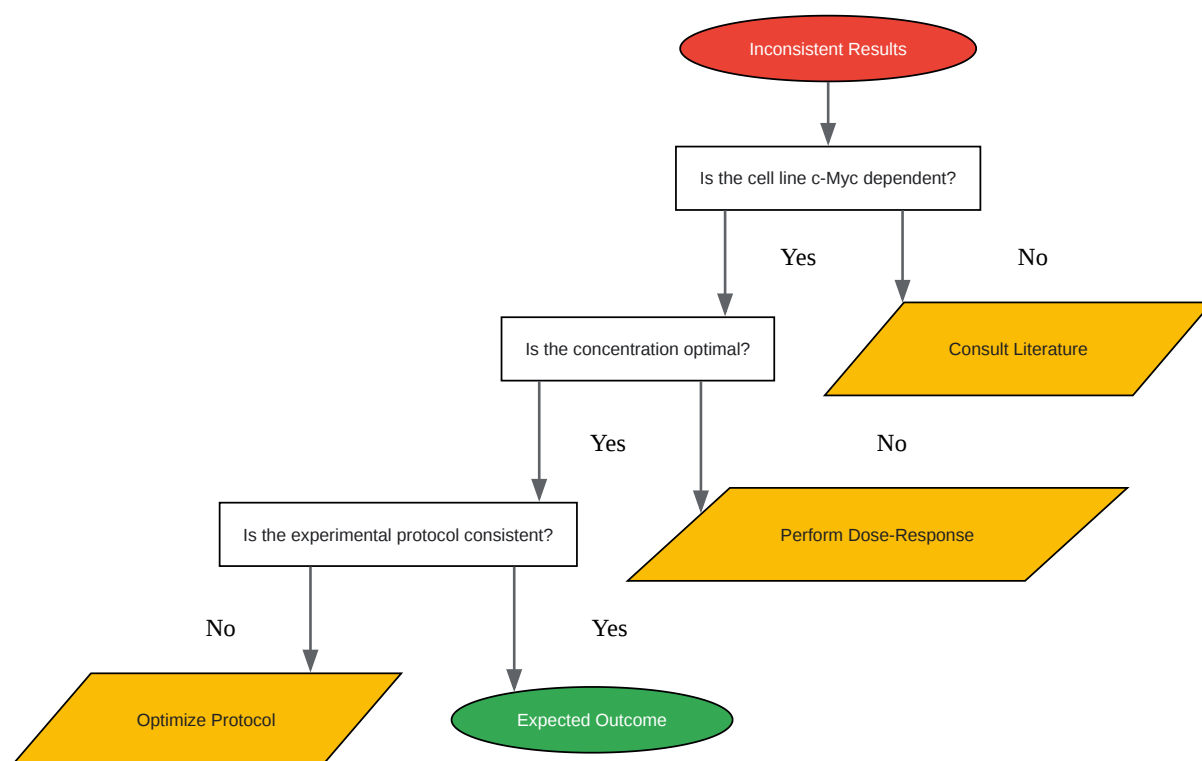 Inconsistent Results
Is the cell line c-Myc dependent?
Yes
No
Is the concentration optimal?
Consult Literature
Yes
No
Is the experimental protocol consistent?
Perform Dose-Response
No
Yes
Optimize Protocol
Expected Outcome